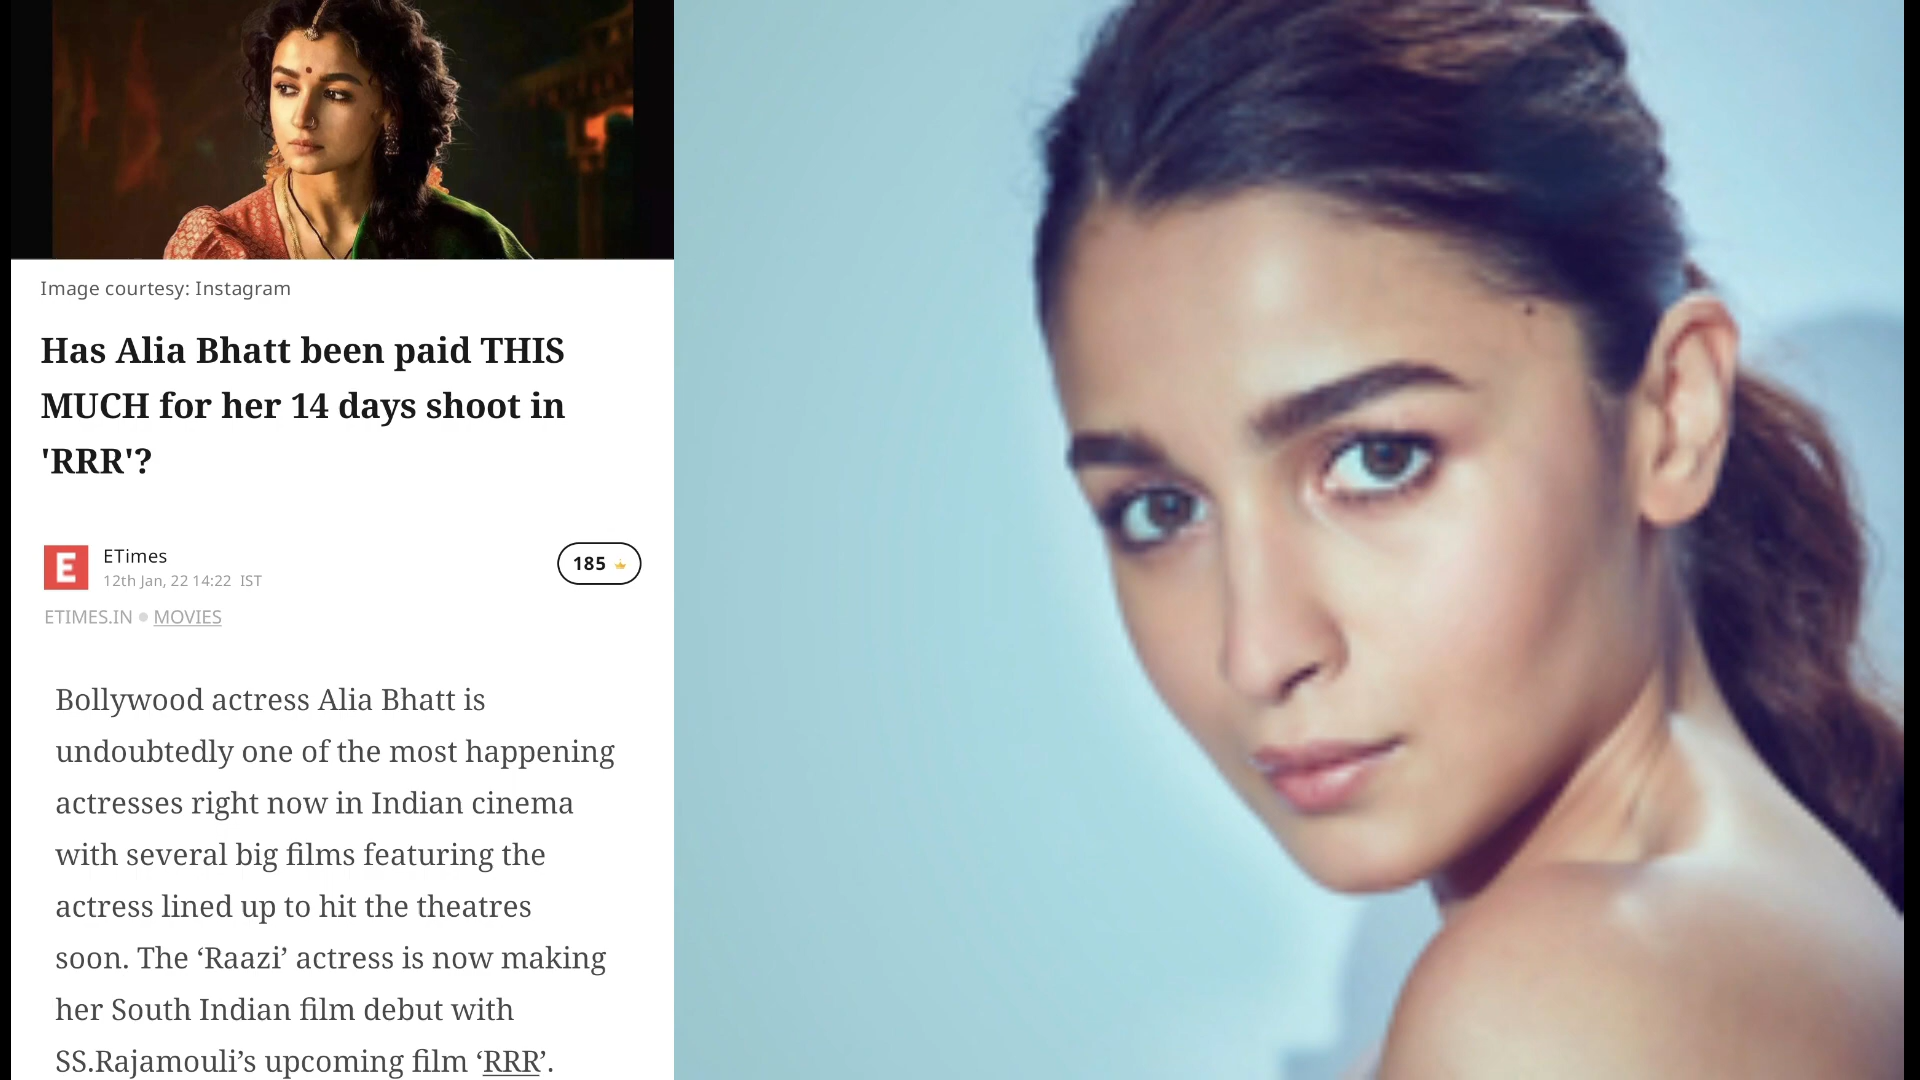 Image courtesy: Instagram
Has Alia Bhatt been paid THIS
MUCH for her 14 days shoot in
'RRR'?
E
ETimes
12th Jan, 22 14:22 IST
185
ETIMES.IN • MOVIES
Bollywood actress Alia Bhatt is
undoubtedly one of the most happening
actresses right now in Indian cinema
with several big films featuring the
actress lined up to hit the theatres
soon. The ‘Raazi’ actress is now making
her South Indian film debut with
SS.Rajamouli’s upcoming film ‘RRR’.